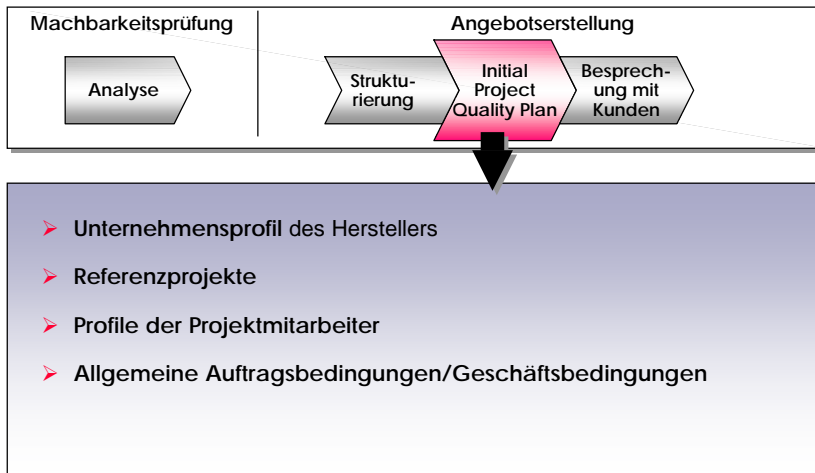 Machbarkeitsprüfung
Angebotserstellung
Analyse
Struktu-
rierung
Initial
Project
Quality Plan
Besprech-
ung mit
Kunden
Unternehmensprofil des Herstellers
Referenzprojekte
Profile der Projektmitarbeiter
Allgemeine Auftragsbedingungen/Geschäftsbedingungen